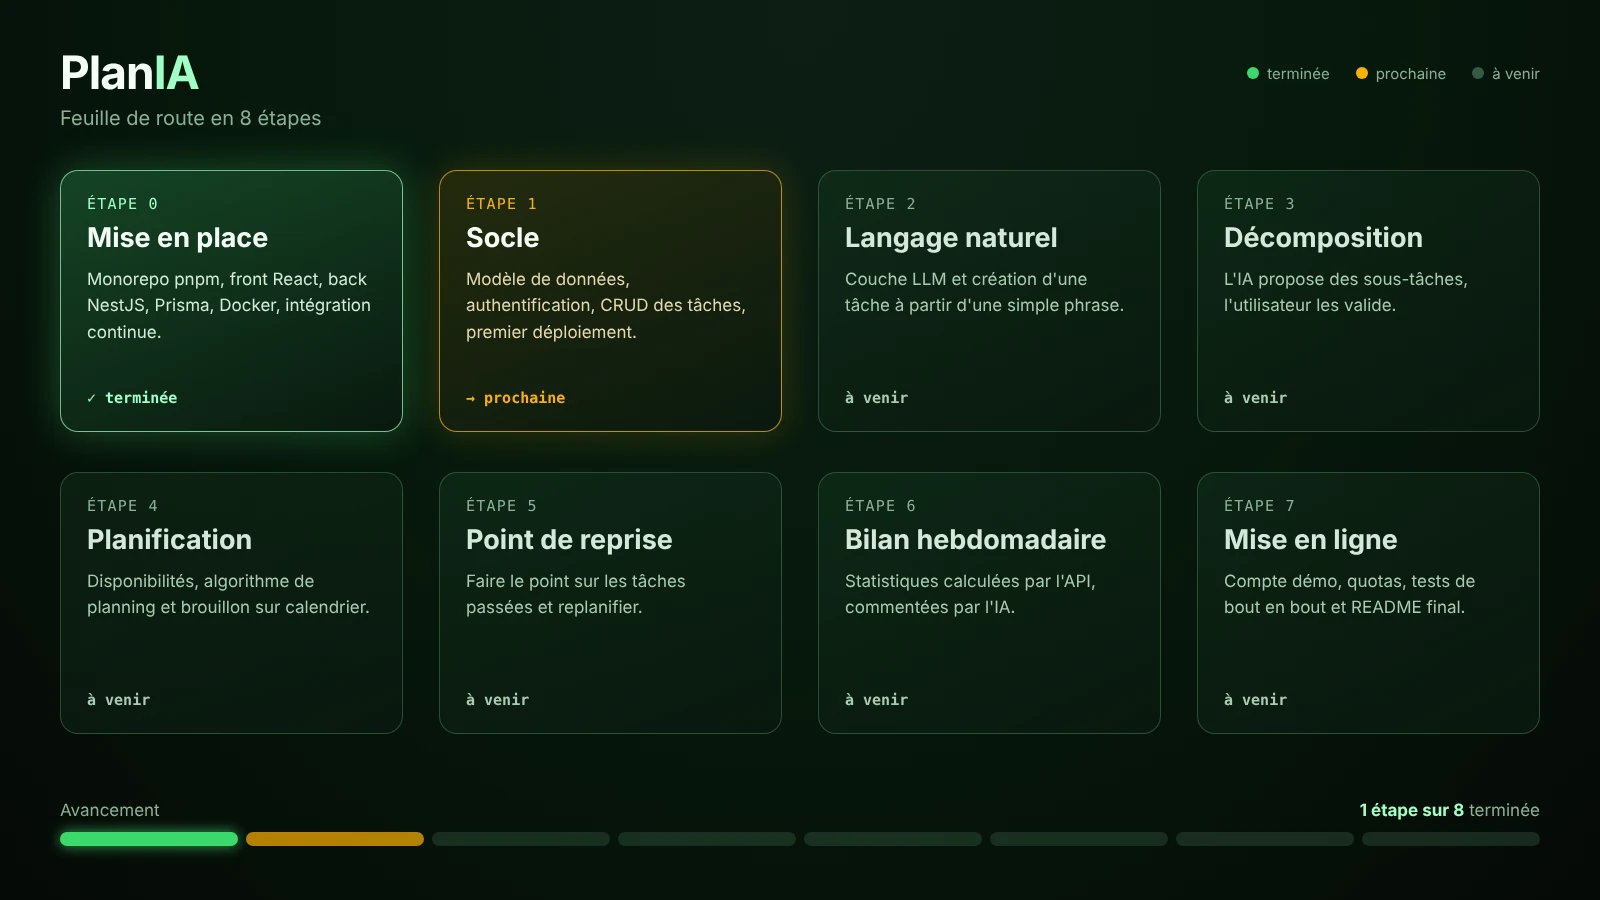 PlanIA
Feuille de route en 8 étapes
terminée
prochaine
à venir
ÉTAPE 0
Mise en place
Monorepo pnpm, front React, back
NestJS, Prisma, Docker, intégration
continue.
✓ terminée
ÉTAPE 1
Socle
Modèle de données,
authentification, CRUD des tâches,
premier déploiement.
→ prochaine
ÉTAPE 2
Langage naturel
Couche LLM et création d'une
tâche à partir d'une simple phrase.
à venir
ÉTAPE 3
Décomposition
L'IA propose des sous-tâches,
l'utilisateur les valide.
à venir
ÉTAPE 4
Planification
Disponibilités, algorithme de
planning et brouillon sur calendrier.
à venir
ÉTAPE 5
Point de reprise
Faire le point sur les tâches
passées et replanifier.
à venir
ÉTAPE 6
Bilan hebdomadaire
Statistiques calculées par l'API,
commentées par l'IA.
à venir
ÉTAPE 7
Mise en ligne
Compte démo, quotas, tests de
bout en bout et README final.
à venir
Avancement
1 étape sur 8 terminée